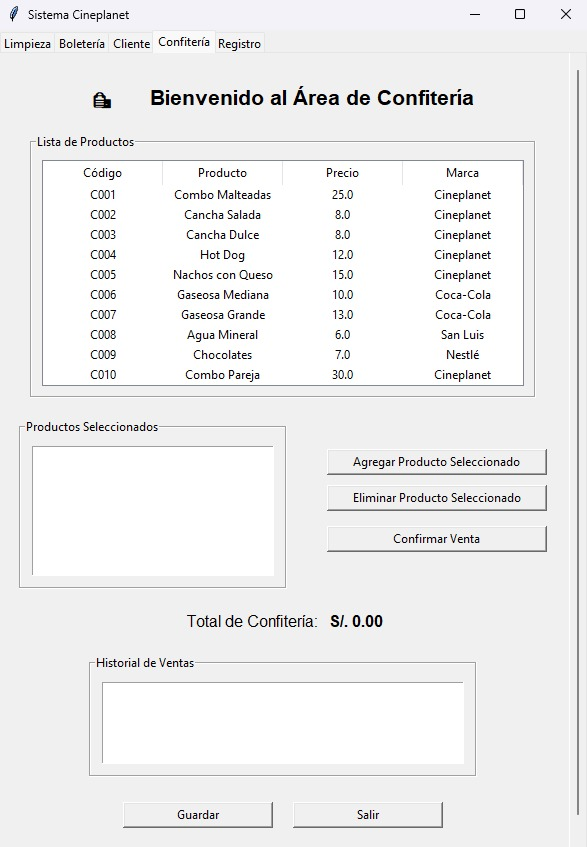 Sistema Cineplanet
Limpieza Boletería Cliente Confitería Registro
Bienvenido al Área de Confitería
Lista de Productos
Código Producto Precio Marca
C001 Combo Malteadas 25.0 Cineplanet
C002 Cancha Salada 8.0 Cineplanet
C003 Cancha Dulce 8.0 Cineplanet
C004 Hot Dog 12.0 Cineplanet
C005 Nachos con Queso 15.0 Cineplanet
C006 Gaseosa Mediana 10.0 Coca-Cola
C007 Gaseosa Grande 13.0 Coca-Cola
C008 Agua Mineral 6.0 San Luis
C009 Chocolates 7.0 Nestlé
C010 Combo Pareja 30.0 Cineplanet
Productos Seleccionados
Agregar Producto Seleccionado
Eliminar Producto Seleccionado
Confirmar Venta
Total de Confitería: S/. 0.00
Historial de Ventas
Guardar Salir